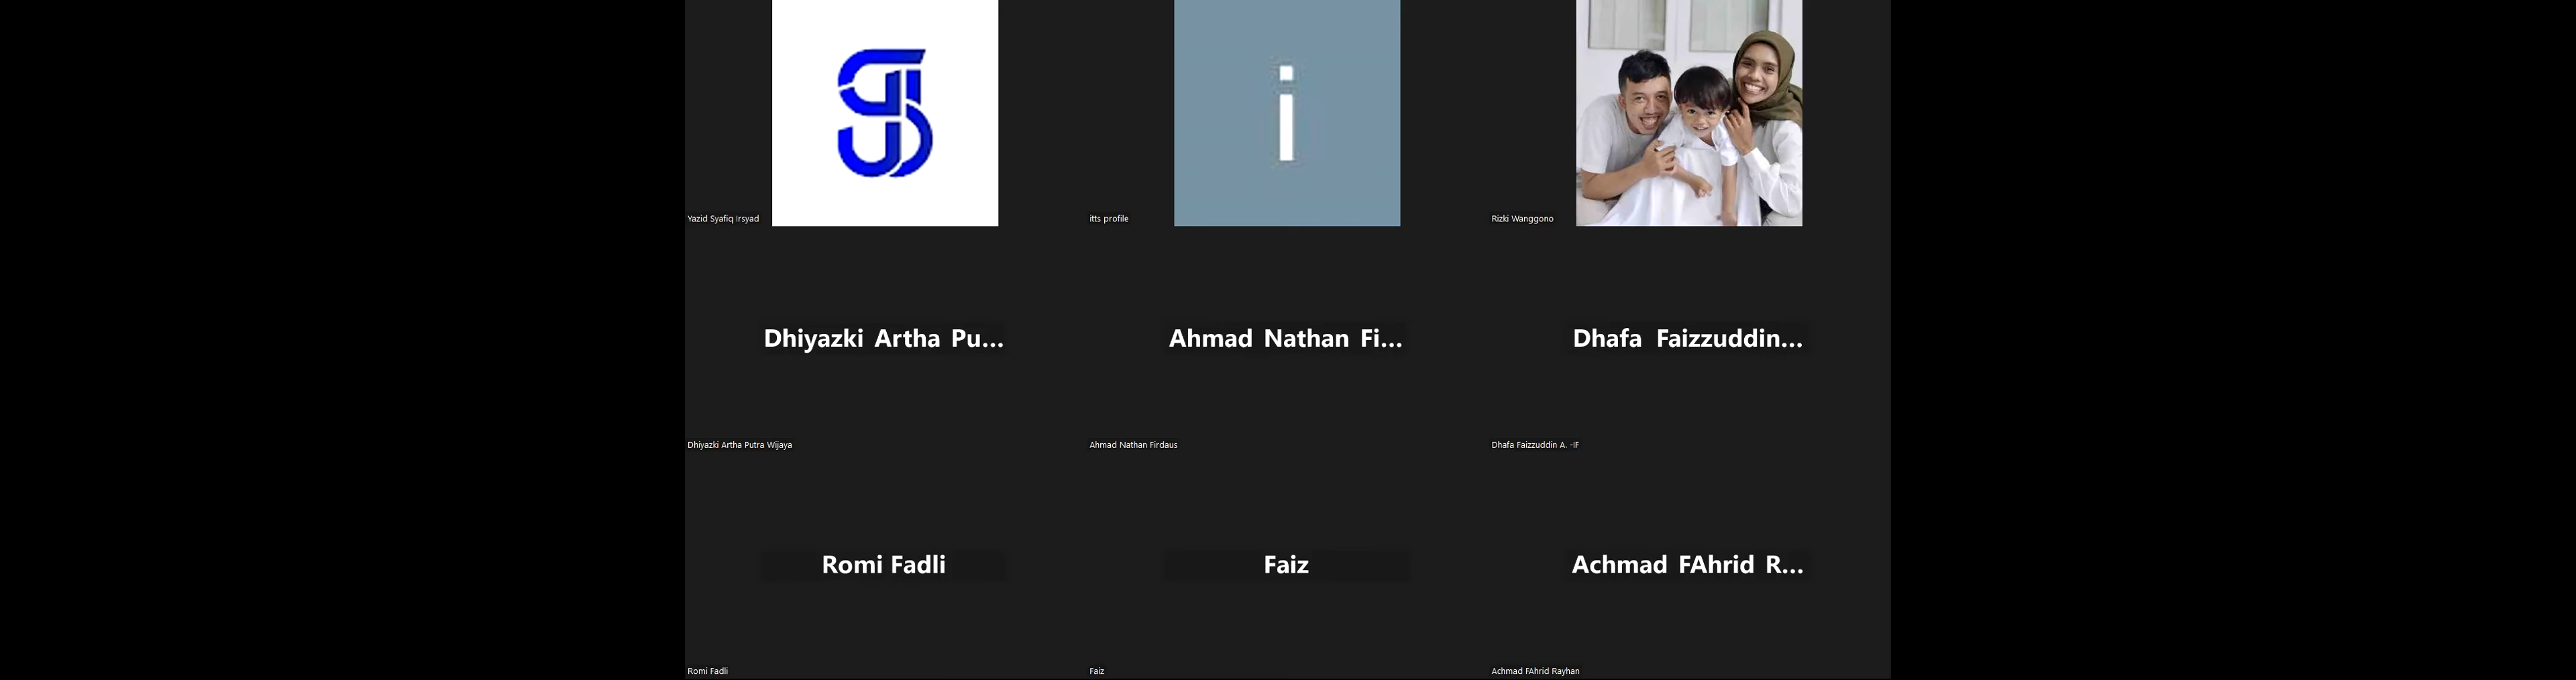 i
Yazid Syafiq Irsyad
itts profile
Rizki Wanggono
Dhiyazki Artha Pu...
Ahmad Nathan Fi...
Dhafa Faizzuddin...
Dhiyazki Artha Putra Wijaya
Ahmad Nathan Firdaus
Dhafa Faizzuddin A. -IF
Romi Fadli
Faiz
Achmad FAhrid R...
Romi Fadli
Faiz
Achmad FAhrid Rayhan